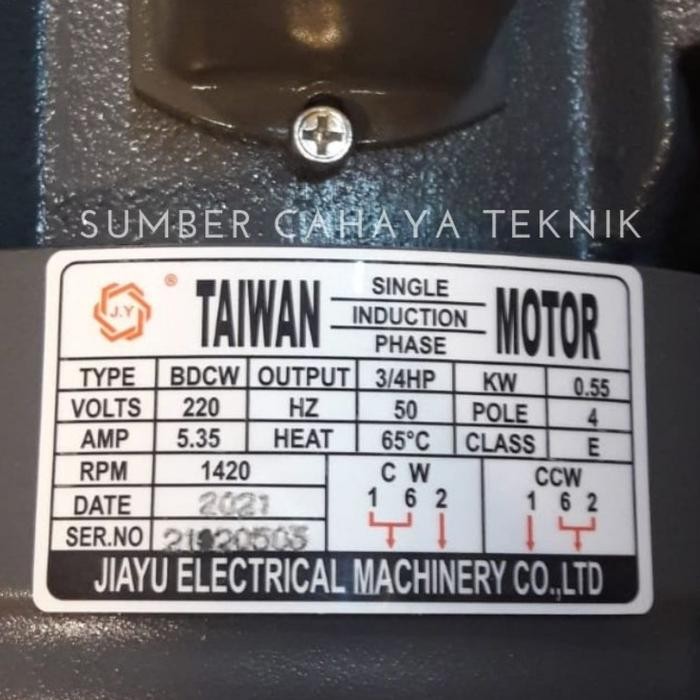 SUMBER CAHAYA TEKNIK
J.Y ®
TAIWAN SINGLE INDUCTION PHASE MOTOR
TYPE BDCW OUTPUT 3/4HP KW 0.55
VOLTS 220 HZ 50 POLE 4
AMP 5.35 HEAT 65°C CLASS E
RPM 1420 C W CCW
1 6 2 1 6 2
DATE 2021
SER.NO
JIAYU ELECTRICAL MACHINERY CO.,LTD